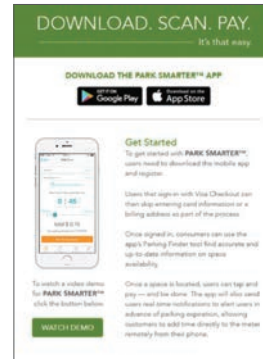 DOWNLOAD. SCAN. PAY.
It's that easy.
DOWNLOAD THE PARK SMARTER™ APP
GET IT ON
Google Play
Download on the
App Store
Get Started
To get started with PARK SMARTER™,
users need to download the mobile app
and register.
Users that sign-in with Visa Checkout can
then skip entering card information or a
billing address as part of the process.
Once signed in, consumers can use the
app's Parking Finder tool find accurate and
up-to-date information on space
availability.
Once a space is located, users can tap and
pay — and be done. The app will also send
users real-time notifications to alert users in
advance of parking expiration, allowing
customers to add time directly to the meter
remotely from their phone.
0 : 48
To watch a video demo
for PARK SMARTER™
click the button below.
WATCH DEMO